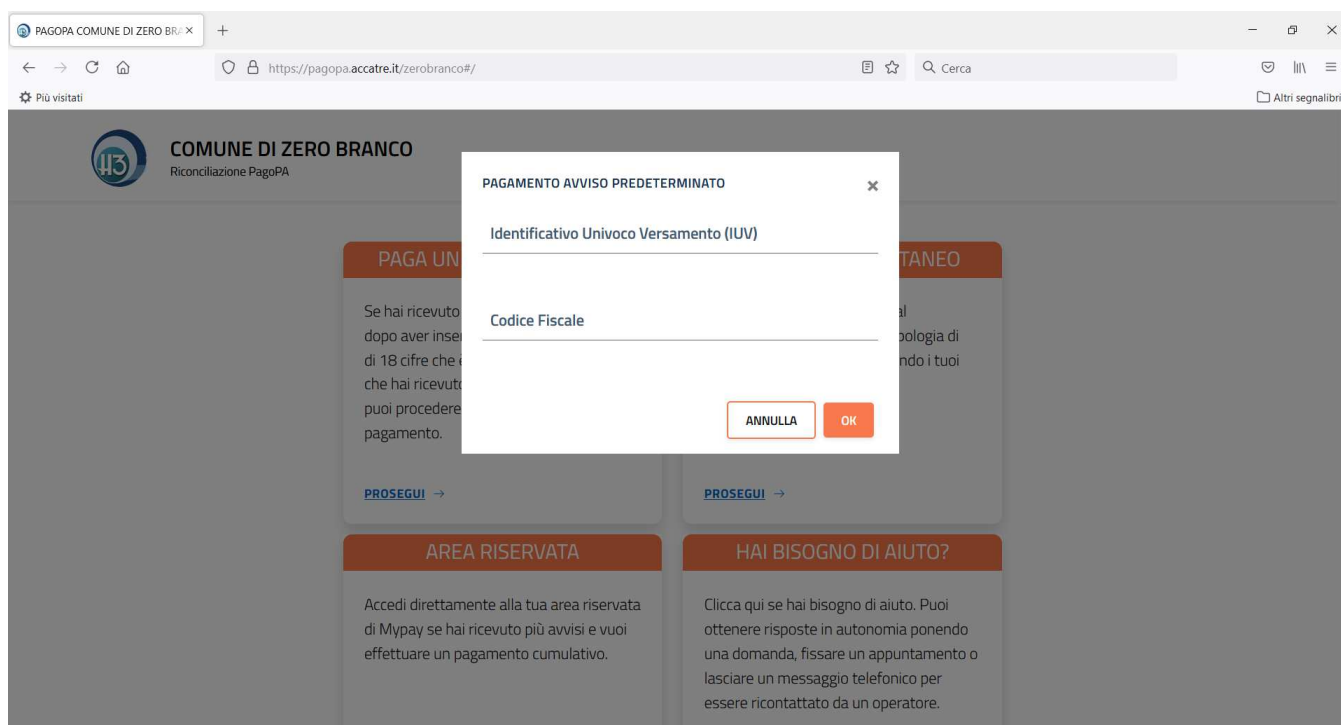 PAGOPA COMUNE DI ZERO BRA
https://pagopa.accatre.it/zerobranco#/
Cerca
Più visitati
Altri segnalibri
H3
COMUNE DI ZERO BRANCO
Riconciliazione PagoPA
PAGAMENTO AVVISO PREDETERMINATO
Identificativo Univoco Versamento (IUV)
Codice Fiscale
ANNULLA
OK
PAGA UN
Se hai ricevuto
dopo aver inse
di 18 cifre che
che hai ricevut
puoi procedere
pagamento.
PROSEGUI →
TANEO
al
pologia di
ndo i tuoi
PROSEGUI →
AREA RISERVATA
Accedi direttamente alla tua area riservata
di Mypay se hai ricevuto più avvisi e vuoi
effettuare un pagamento cumulativo.
HAI BISOGNO DI AIUTO?
Clicca qui se hai bisogno di aiuto. Puoi
ottenere risposte in autonomia ponendo
una domanda, fissare un appuntamento o
lasciare un messaggio telefonico per
essere ricontattato da un operatore.